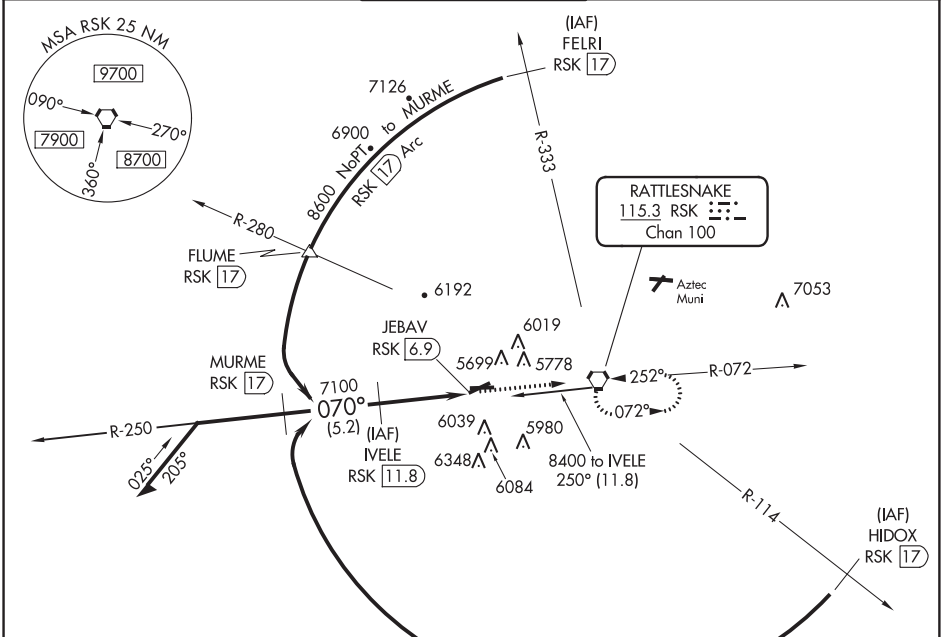 MSA RSK 25 NM
9700
090°
270°
7900
8700
360°
(IAF)
FELRI
RSK 17
7126
6900
8600 NoPT to MURME
RSK 17 Arc
R-333
RATTLESNAKE
115.3 RSK
Chan 100
R-280
FLUME
RSK 17
6192
Aztec
Muni
7053
JEBAV
RSK 6.9
6019
5699
5778
MURME
RSK 17
7100
070°
(5.2)
252°
R-072
072°
R-250
025°
205°
(IAF)
IVELE
RSK 11.8
6039
5980
6348
6084
8400 to IVELE
250° (11.8)
R-114
(IAF)
HIDOX
RSK 17